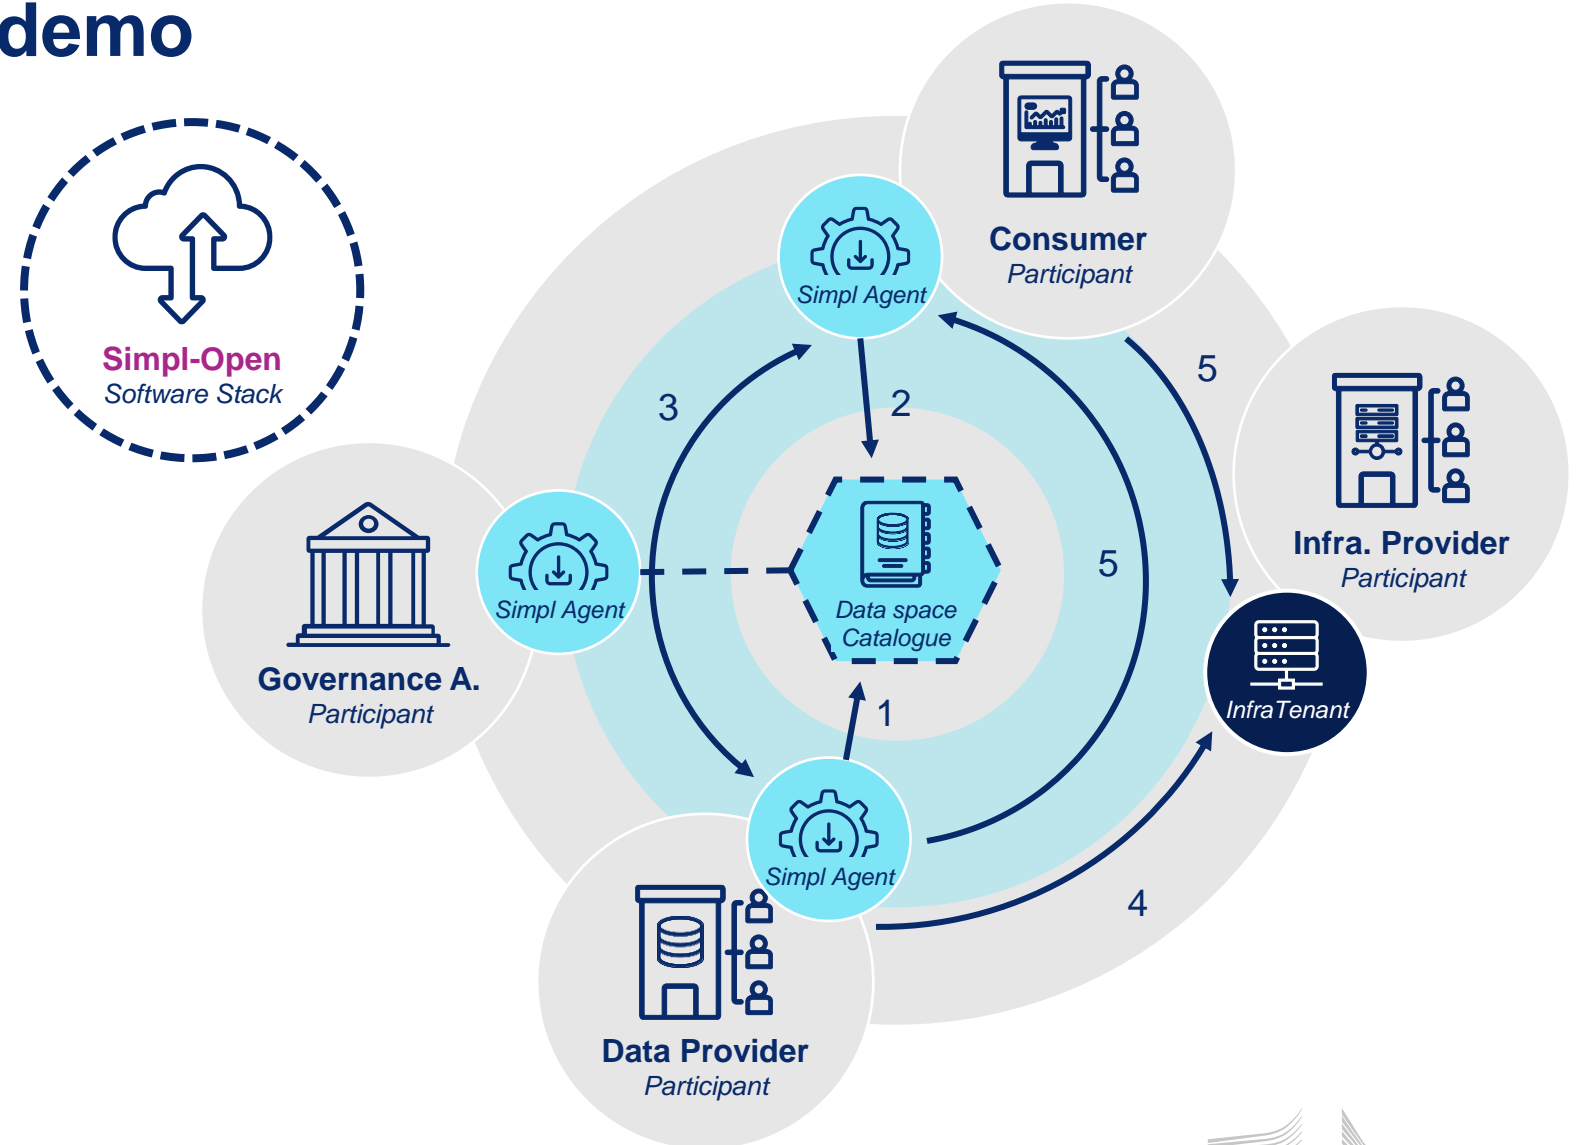 demo
Simpl-Open
Software Stack
Consumer
Participant
Simpl Agent
5
3
2
Infra. Provider
Participant
Governance A.
Participant
Simpl Agent
Data space
Catalogue
5
InfraTenant
1
Simpl Agent
4
Data Provider
Participant